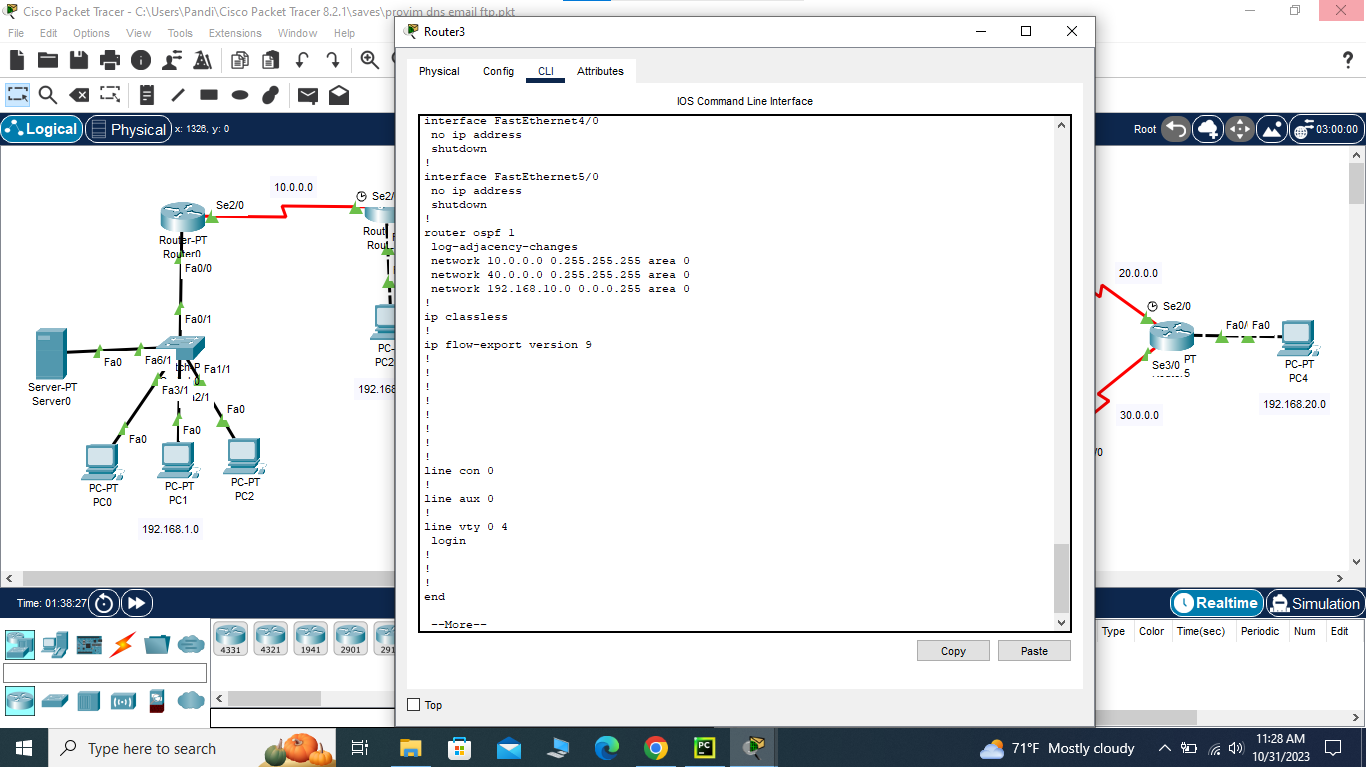 Cisco Packet Tracer - C:\Users\Pandi\Cisco Packet Tracer 8.2.1\saves\provim dns email ftp.pkt
File Edit Options View Tools Extensions Window Help
Logical Physical x: 1326, y: 0
Root 03:00:00
Router3
Physical Config CLI Attributes
IOS Command Line Interface
interface FastEthernet4/0
no ip address
shutdown
!
interface FastEthernet5/0
no ip address
shutdown
!
router ospf 1
log-adjacency-changes
network 10.0.0.0 0.255.255.255 area 0
network 40.0.0.0 0.255.255.255 area 0
network 192.168.10.0 0.0.0.255 area 0
!
ip classless
!
ip flow-export version 9
!
!
!
!
!
!
!
!
line con 0
!
line aux 0
!
line vty 0 4
login
!
!
!
end
--More--
Copy Paste
Top
10.0.0.0
Se2/0
Se2/
Router-PT
Router0
Rout
Rou
Fa0/0
Fa0/1
Server-PT
Server0
Fa0
Fa6/1
Fa1/1
Fa3/1
2/1
Fa0
Fa0
Fa0
PC-PT
PC0
PC-PT
PC1
PC-PT
PC2
192.168.1.0
PC-
PC2
192.168
20.0.0.0
Se2/0
Fa0/ Fa0
Se3/0
PT
5
PC-PT
PC4
192.168.20.0
30.0.0.0
/0
Time: 01:38:27
Realtime Simulation
4331 4321 1941 2901 291
Type Color Time(sec) Periodic Num Edit
Type here to search
71°F Mostly cloudy
11:28 AM
10/31/2023